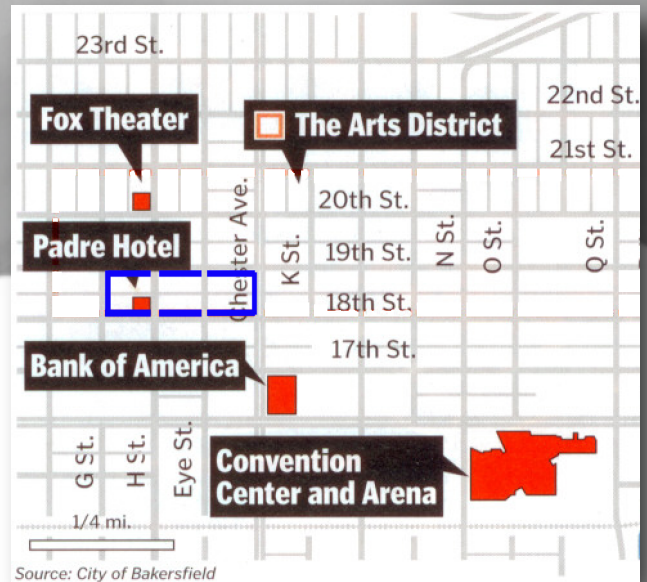 23rd St.
22nd St.
Fox Theater
The Arts District
21st St.
20th St.
Chester Ave.
K St.
19th St.
N St.
O St.
Q St.
Padre Hotel
18th St.
17th St.
Bank of America
G St.
H St.
Eye St.
Convention
Center and Arena
1/4 mi.
Source: City of Bakersfield